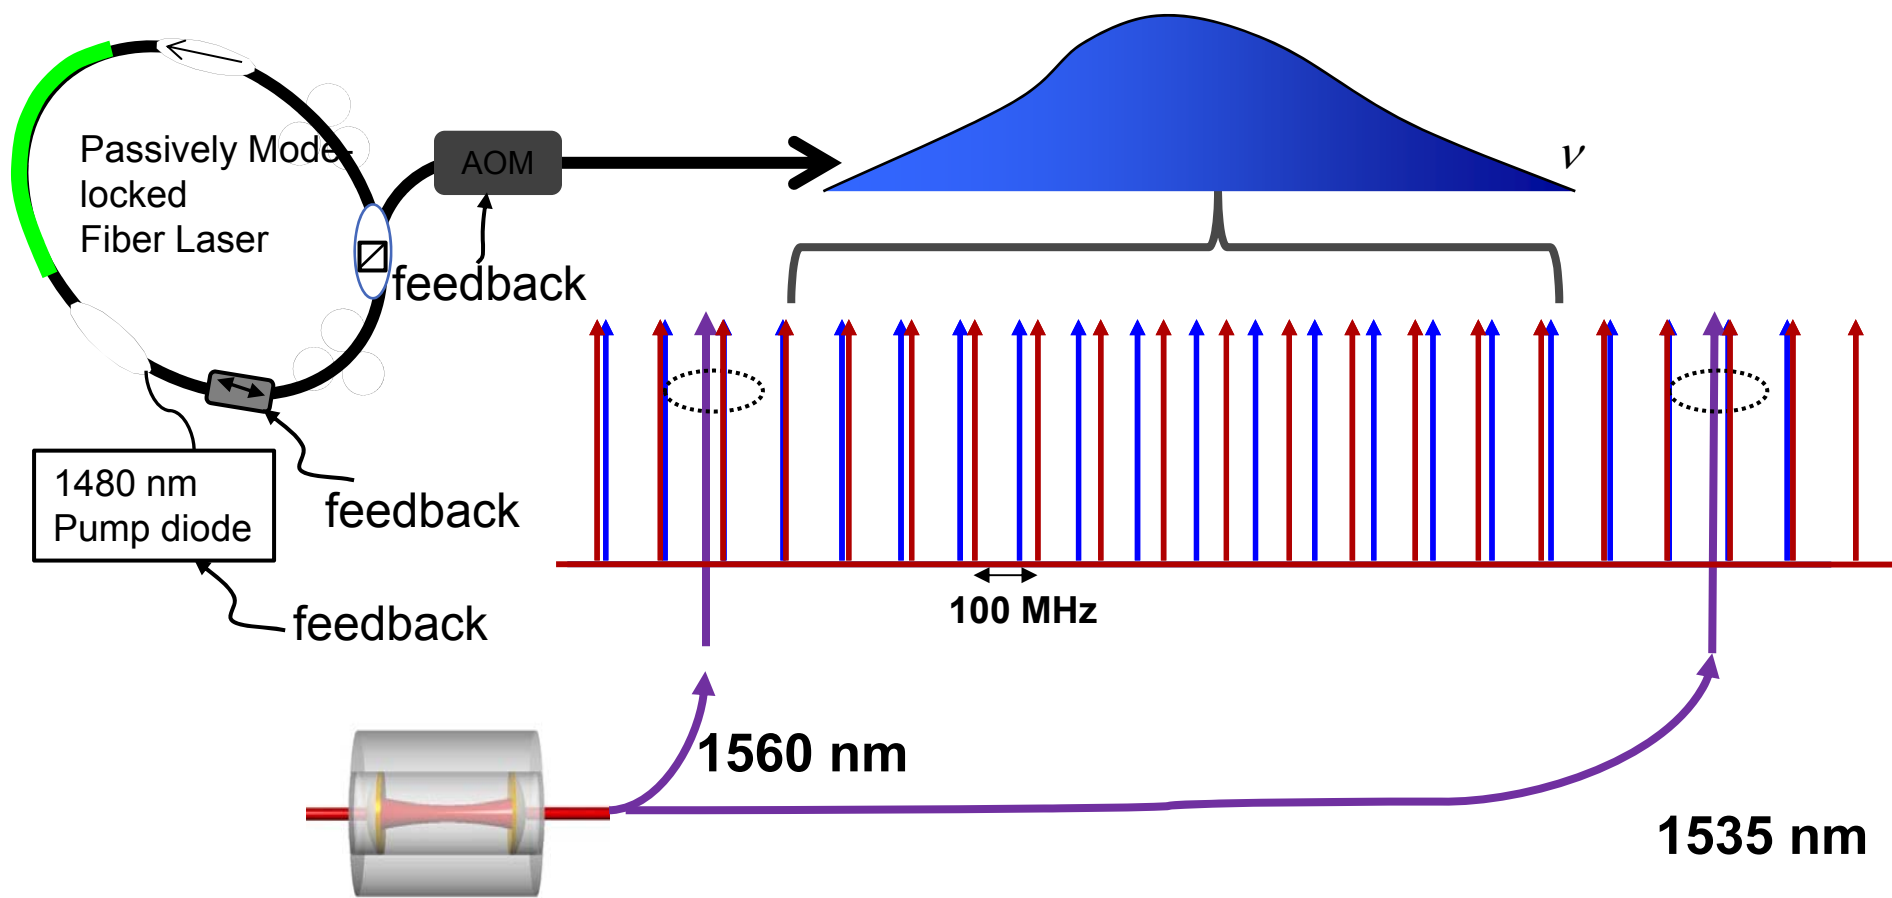 Passively Mode-
locked
Fiber Laser
AOM
ν
feedback
1480 nm
Pump diode
feedback
feedback
100 MHz
1560 nm
1535 nm